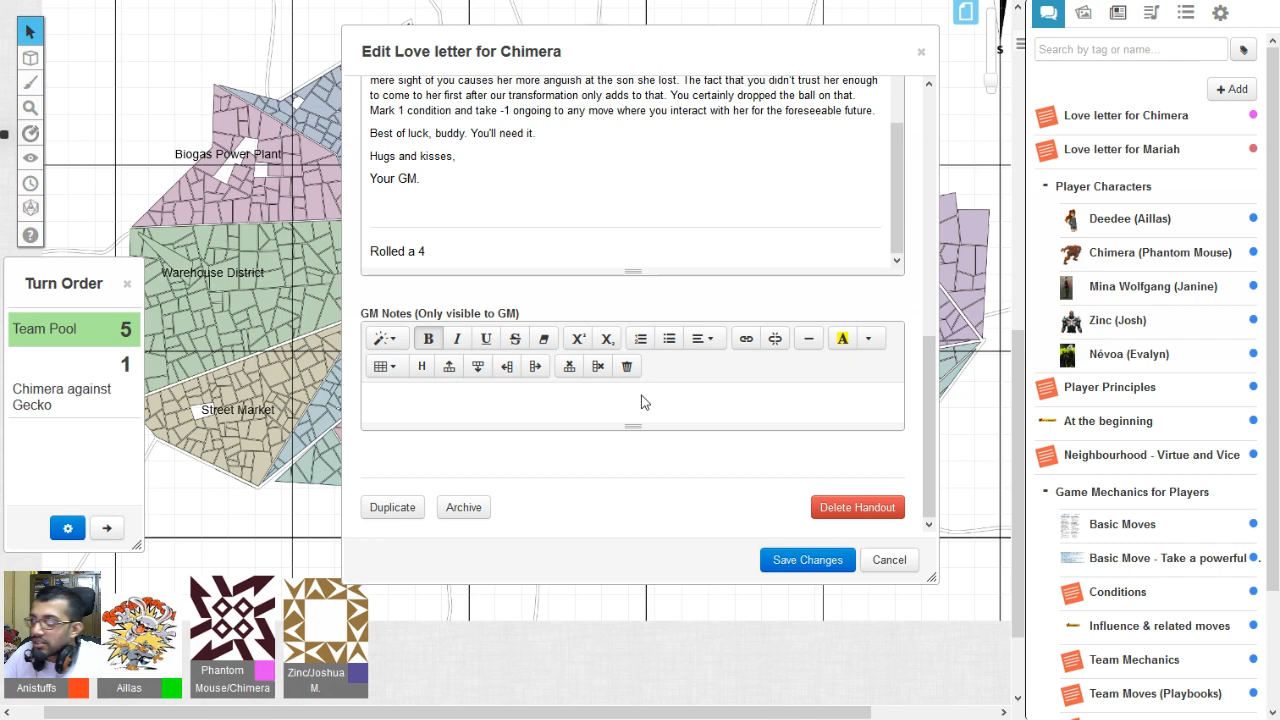 Edit Love letter for Chimera
×
mere sight of you causes her more anguish at the son she lost. The fact that you didn't trust her enough
to come to her first after our transformation only adds to that. You certainly dropped the ball on that.
Mark 1 condition and take -1 ongoing to any move where you interact with her for the foreseeable future.
Best of luck, buddy. You'll need it.
Hugs and kisses,
Your GM.
Rolled a 4
GM Notes (Only visible to GM)
B I U S X² X₂
A
H
Duplicate
Archive
Delete Handout
Save Changes
Cancel
Biogas Power Plant
Warehouse District
Street Market
S
Turn Order
×
Team Pool 5
1
Chimera against
Gecko
Anistuffs
Aillas
Phantom
Mouse/Chimera
Zinc/Joshua
M.
Search by tag or name...
+ Add
Love letter for Chimera
Love letter for Mariah
- Player Characters
Deedee (Aillas)
Chimera (Phantom Mouse)
Mina Wolfgang (Janine)
Zinc (Josh)
Névoa (Evalyn)
Player Principles
At the beginning
Neighbourhood - Virtue and Vice
- Game Mechanics for Players
Basic Moves
Basic Move - Take a powerful
Conditions
Influence & related moves
Team Mechanics
Team Moves (Playbooks)